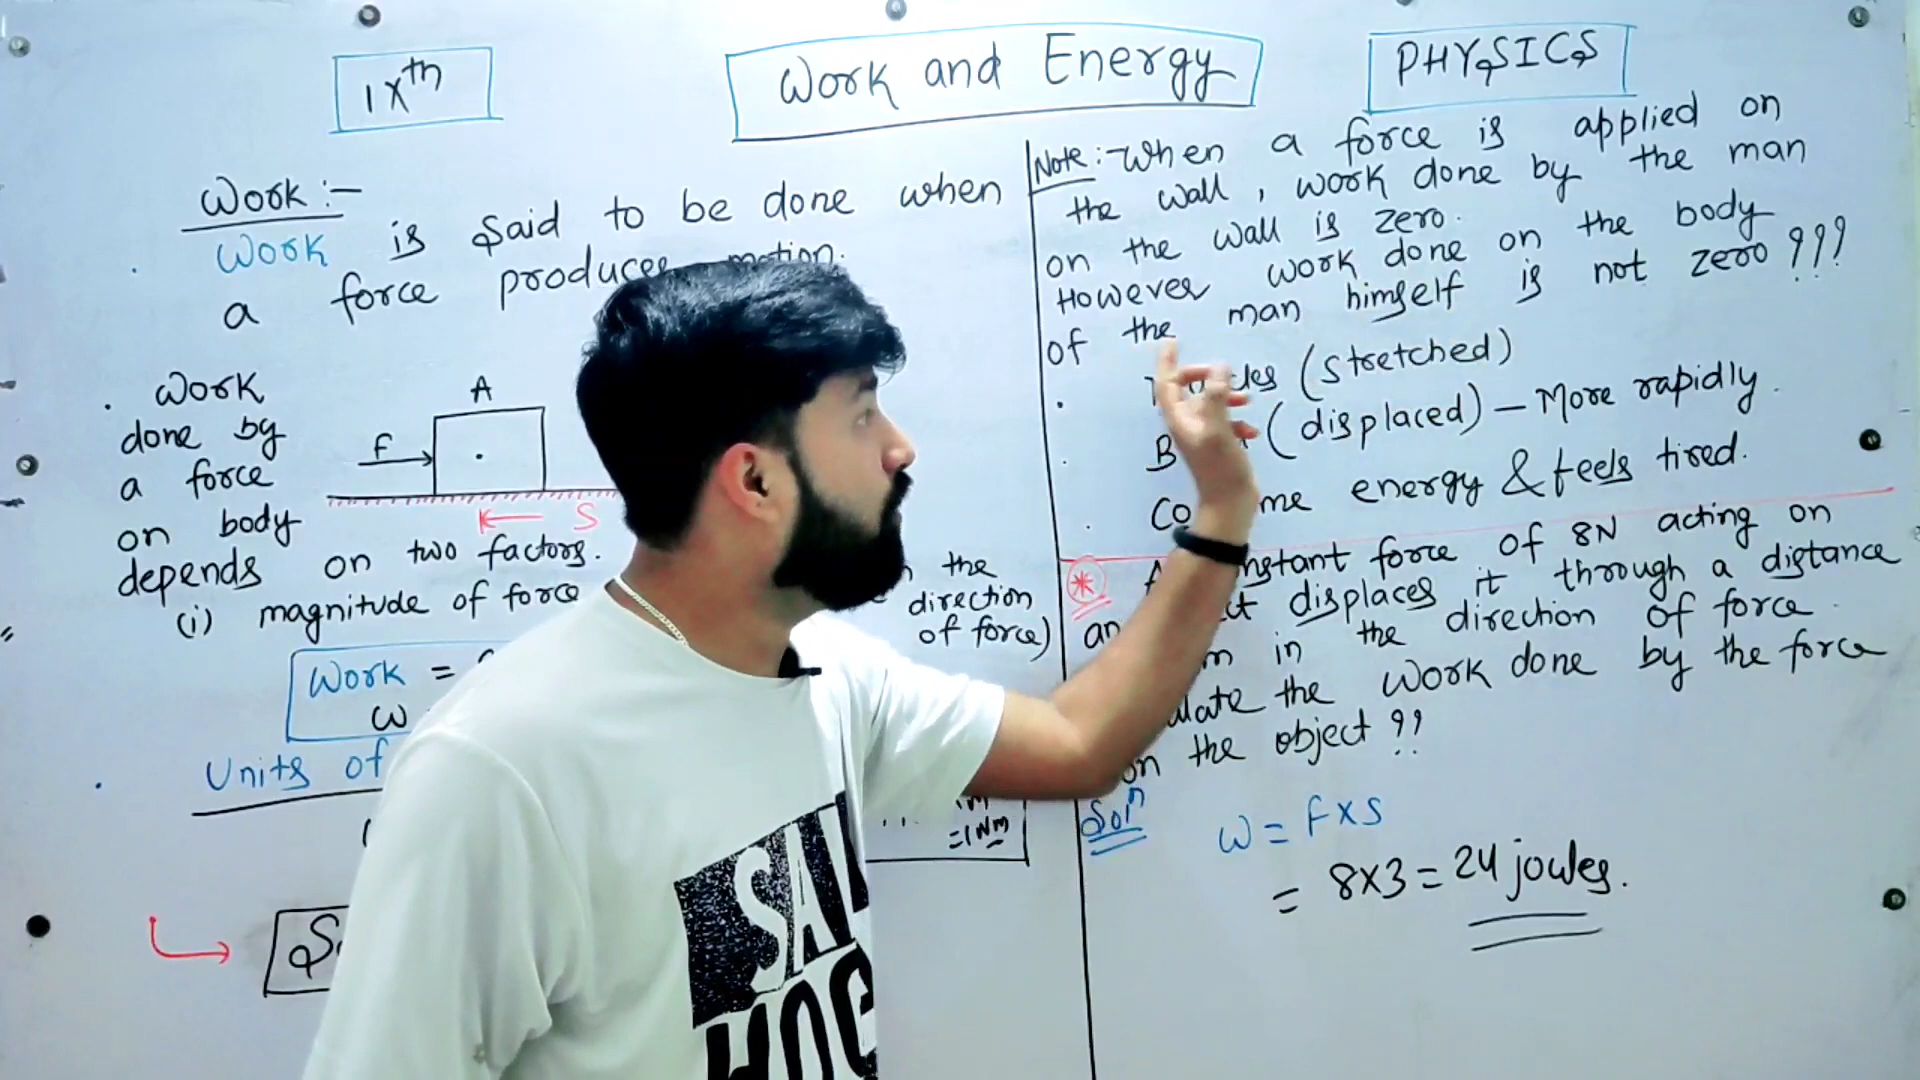 IXth
Work and Energy
PHYSICS
Work :-
Work is said to be done when
a force produces motion.
Work
done by
a force
on body
depends on two factors.
(i) magnitude of force
A
F
S
the
direction
of force)
Work =
W
Units of
= 1 Nm
Note :- When a force is applied on
the wall, work done by the man
on the wall is zero.
However work done on the body
of the man himself is not zero ???
(stretched)
(displaced) – More rapidly.
energy & feels tired.
force of 8N acting on
displaces it through a distance
in the direction of force.
the work done by the force
on the object ??
Solⁿ
W = F x S
= 8x3 = 24 joules.